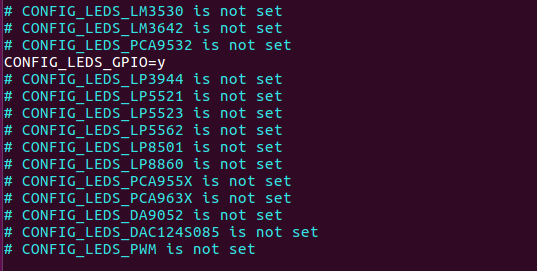 # CONFIG_LEDS_LM3530 is not set
# CONFIG_LEDS_LM3642 is not set
# CONFIG_LEDS_PCA9532 is not set
CONFIG_LEDS_GPIO=y
# CONFIG_LEDS_LP3944 is not set
# CONFIG_LEDS_LP5521 is not set
# CONFIG_LEDS_LP5523 is not set
# CONFIG_LEDS_LP5562 is not set
# CONFIG_LEDS_LP8501 is not set
# CONFIG_LEDS_LP8860 is not set
# CONFIG_LEDS_PCA955X is not set
# CONFIG_LEDS_PCA963X is not set
# CONFIG_LEDS_DA9052 is not set
# CONFIG_LEDS_DAC124S085 is not set
# CONFIG_LEDS_PWM is not set